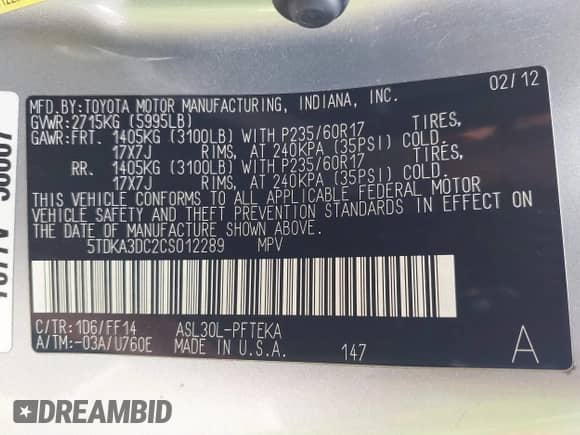 02/12
MFD.BY:TOYOTA MOTOR MANUFACTURING, INDIANA, INC.
GVWR:2715KG (5995LB)
GAWR:FRT. 1405KG (3100LB) WITH P235/60R17 TIRES,
17X7J RIMS, AT 240KPA (35PSI) COLD.
RR. 1405KG (3100LB) WITH P235/60R17 TIRES,
17X7J RIMS, AT 240KPA (35PSI) COLD.
THIS VEHICLE CONFORMS TO ALL APPLICABLE FEDERAL MOTOR
VEHICLE SAFETY AND THEFT PREVENTION STANDARDS IN EFFECT ON
THE DATE OF MANUFACTURE SHOWN ABOVE.
5TDKA3DC2CS012289 MPV
C/TR:1D6/FF14 ASL30L-PFTEKA
A/TM:-03A/U760E MADE IN U.S.A. 147 A
DREAMBID